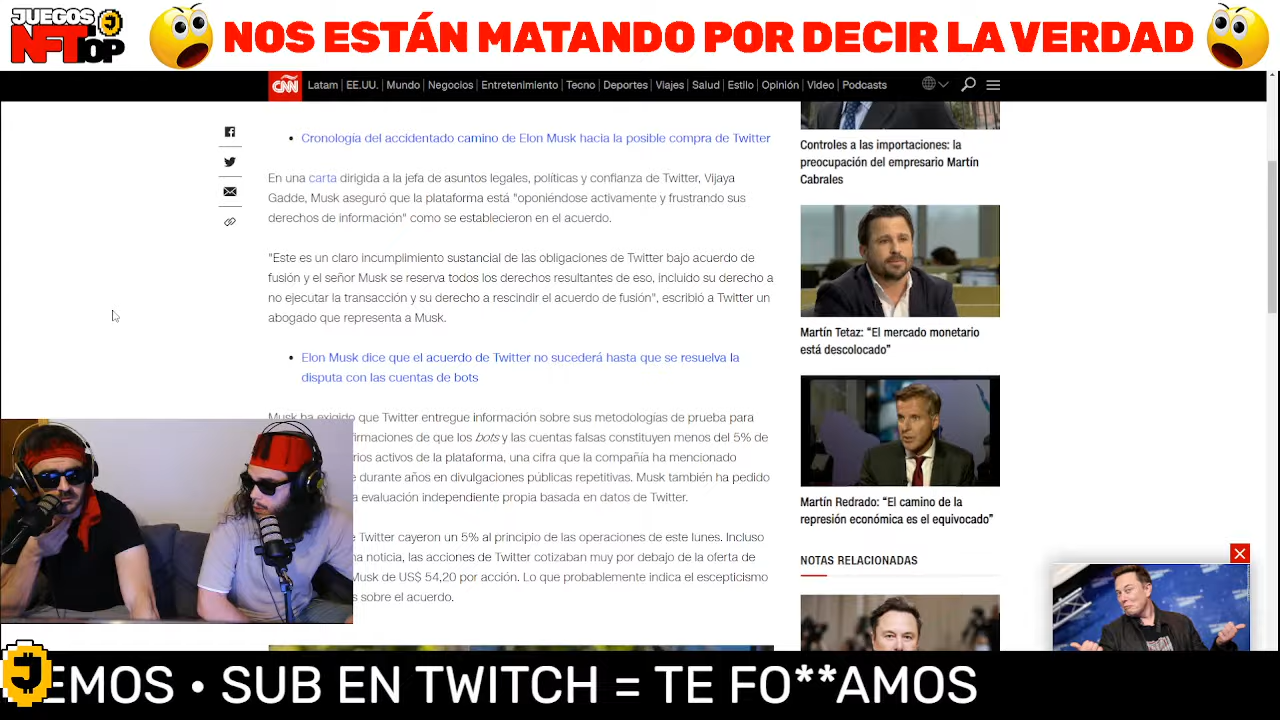 JUEGOS
NFT TOP
NOS ESTÁN MATANDO POR DECIR LA VERDAD
CNN
Latam | EE.UU. | Mundo | Negocios | Entretenimiento | Tecno | Deportes | Viajes | Salud | Estilo | Opinión | Video | Podcasts
• Cronología del accidentado camino de Elon Musk hacia la posible compra de Twitter
En una carta dirigida a la jefa de asuntos legales, políticas y confianza de Twitter, Vijaya
Gadde, Musk aseguró que la plataforma está "oponiéndose activamente y frustrando sus
derechos de información" como se establecieron en el acuerdo.
"Este es un claro incumplimiento sustancial de las obligaciones de Twitter bajo acuerdo de
fusión y el señor Musk se reserva todos los derechos resultantes de eso, incluido su derecho a
no ejecutar la transacción y su derecho a rescindir el acuerdo de fusión", escribió a Twitter un
abogado que representa a Musk.
• Elon Musk dice que el acuerdo de Twitter no sucederá hasta que se resuelva la
disputa con las cuentas de bots
Musk ha exigido que Twitter entregue información sobre sus metodologías de prueba para
firmaciones de que los bots y las cuentas falsas constituyen menos del 5% de
rios activos de la plataforma, una cifra que la compañía ha mencionado
e durante años en divulgaciones públicas repetitivas. Musk también ha pedido
a evaluación independiente propia basada en datos de Twitter.
e Twitter cayeron un 5% al principio de las operaciones de este lunes. Incluso
a noticia, las acciones de Twitter cotizaban muy por debajo de la oferta de
Musk de US$ 54,20 por acción. Lo que probablemente indica el escepticismo
s sobre el acuerdo.
Controles a las importaciones: la
preocupación del empresario Martín
Cabrales
Martín Tetaz: “El mercado monetario
está descolocado”
Martín Redrado: “El camino de la
represión económica es el equivocado”
NOTAS RELACIONADAS
EMOS • SUB EN TWITCH = TE FO**AMOS